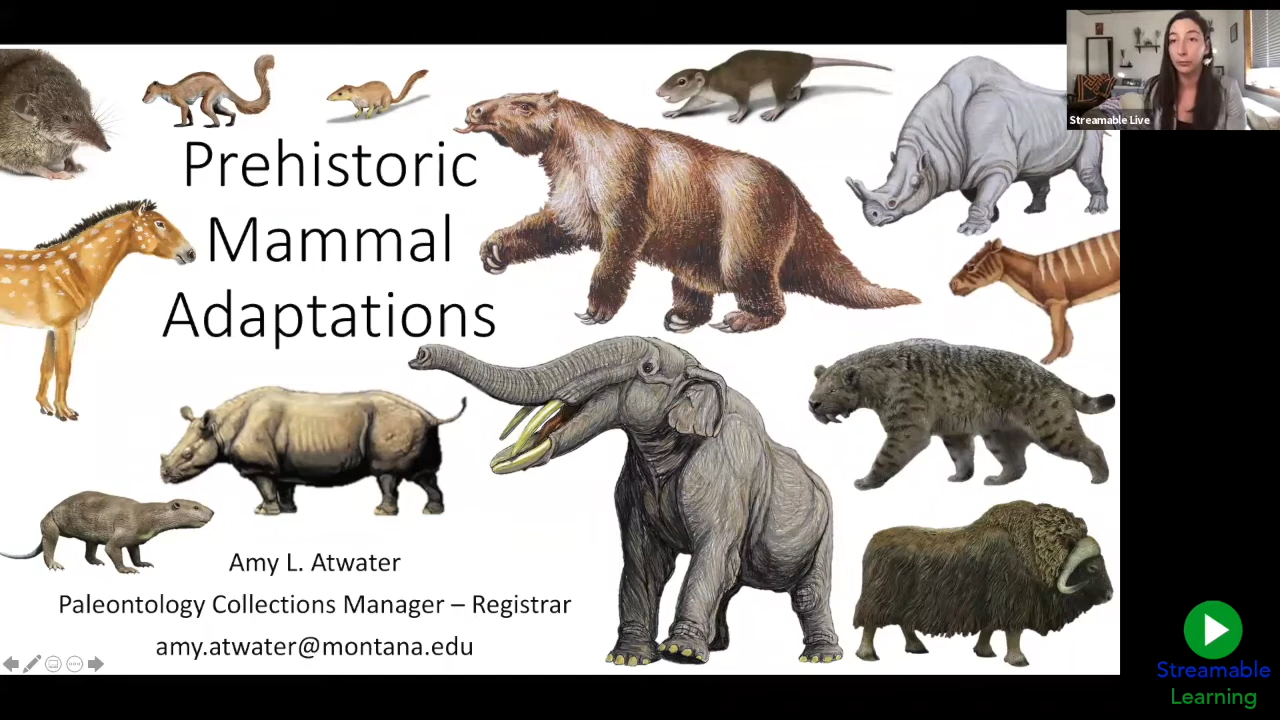 Streamable Live
Prehistoric
Mammal
Adaptations
Amy L. Atwater
Paleontology Collections Manager – Registrar
amy.atwater@montana.edu
Streamable
Learning